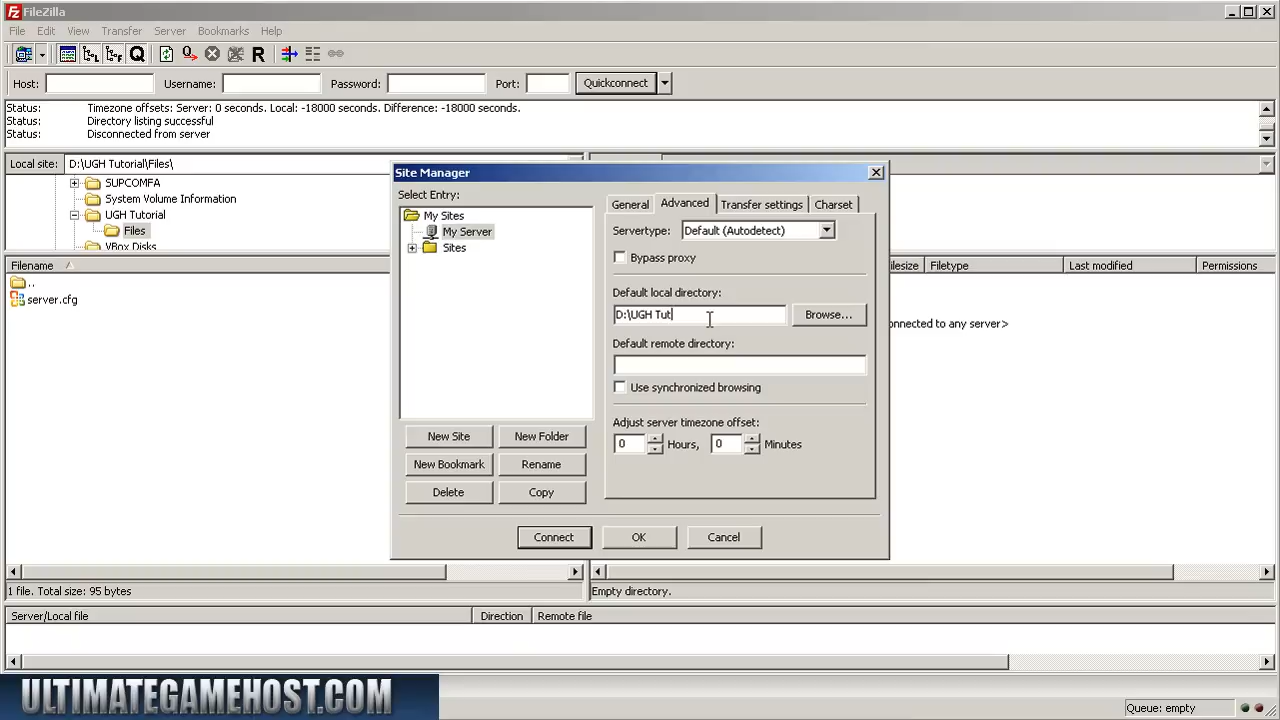 FileZilla
File Edit View Transfer Server Bookmarks Help
Host: Username: Password: Port: Quickconnect
Status: Timezone offsets: Server: 0 seconds. Local: -18000 seconds. Difference: -18000 seconds.
Status: Directory listing successful
Status: Disconnected from server
Local site: D:\UGH Tutorial\Files\
SUPCOMFA
System Volume Information
UGH Tutorial
Files
VBox Disks
Filename
..
server.cfg
1 file. Total size: 95 bytes
Site Manager
Select Entry:
My Sites
My Server
Sites
New Site New Folder
New Bookmark Rename
Delete Copy
General Advanced Transfer settings Charset
Servertype: Default (Autodetect)
Bypass proxy
Default local directory:
D:\UGH Tut Browse...
Default remote directory:
Use synchronized browsing
Adjust server timezone offset:
0 Hours, 0 Minutes
Connect OK Cancel
ilesize Filetype Last modified Permissions
onnected to any server>
Empty directory.
Server/Local file Direction Remote file
ULTIMATEGAMEHOST.COM
Queue: empty